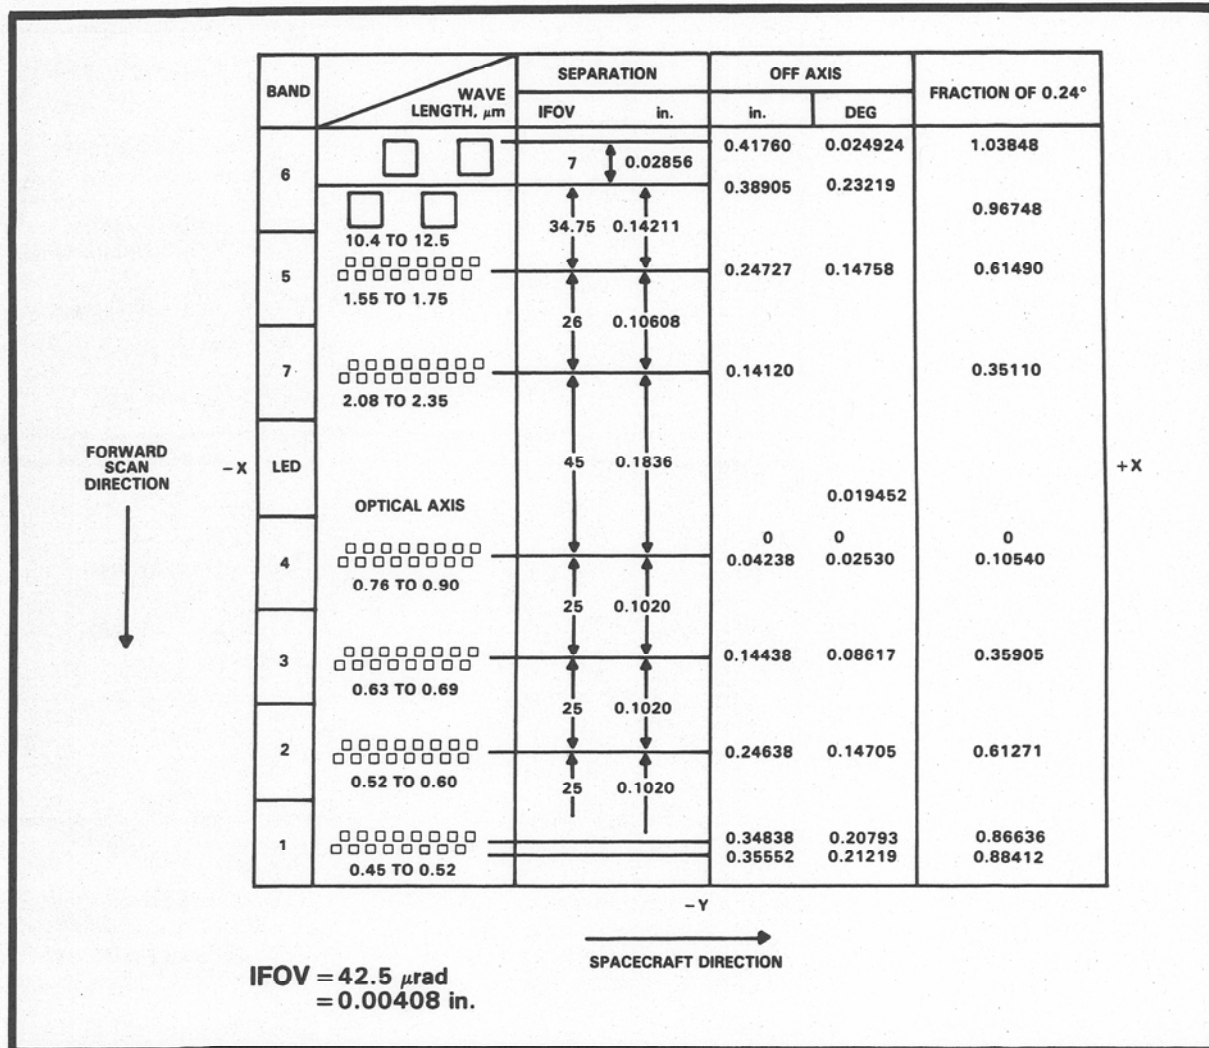 BAND
WAVE
LENGTH, μm
SEPARATION
OFF AXIS
FRACTION OF 0.24°
IFOV in. in. DEG
6
7 0.02856
0.41760 0.024924 1.03848
0.38905 0.23219
0.96748
34.75 0.14211
10.4 TO 12.5
5
0.24727 0.14758 0.61490
1.55 TO 1.75
26 0.10608
7
0.14120 0.35110
2.08 TO 2.35
FORWARD
SCAN
DIRECTION
-X LED 45 0.1836 +X
0.019452
OPTICAL AXIS
0 0 0
4
0.04238 0.02530 0.10540
0.76 TO 0.90
25 0.1020
3
0.14438 0.08617 0.35905
0.63 TO 0.69
25 0.1020
2
0.24638 0.14705 0.61271
0.52 TO 0.60
25 0.1020
1
0.34838 0.20793 0.86636
0.35552 0.21219 0.88412
0.45 TO 0.52
-Y
SPACECRAFT DIRECTION
IFOV = 42.5 μrad
= 0.00408 in.